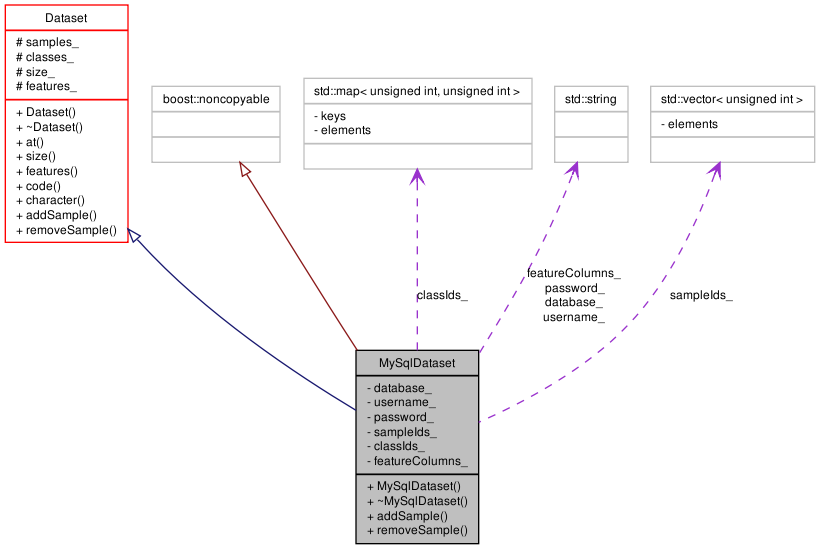 Dataset
# samples_
# classes_
# size_
# features_
+ Dataset()
+ ~Dataset()
+ at()
+ size()
+ features()
+ code()
+ character()
+ addSample()
+ removeSample()
boost::noncopyable
std::map< unsigned int, unsigned int >
- keys
- elements
std::string
std::vector< unsigned int >
- elements
classIds_
featureColumns_
password_
database_
username_
sampleIds_
MySqlDataset
- database_
- username_
- password_
- sampleIds_
- classIds_
- featureColumns_
+ MySqlDataset()
+ ~MySqlDataset()
+ addSample()
+ removeSample()